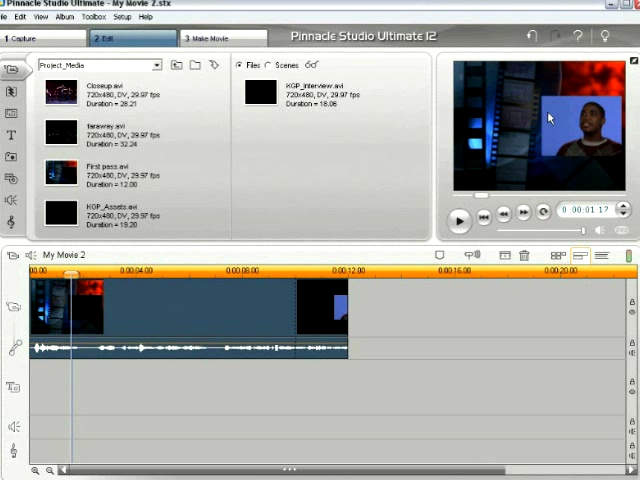 Pinnacle Studio Ultimate - My Movie 2.stx
File Edit View Album Toolbox Setup Help
1 Capture
2 Edit
3 Make Movie
Pinnacle Studio Ultimate 12
Project_Media
Files
Scenes
Closeup.avi
720x480, DV, 29.97 fps
Duration = 28.21
faraway.avi
720x480, DV, 29.97 fps
Duration = 32.24
First pass.avi
720x480, DV, 29.97 fps
Duration = 12.00
KGP_Assets.avi
720x480, DV, 29.97 fps
Duration = 19.20
KGP_Interview.avi
720x480, DV, 29.97 fps
Duration = 18.06
0:00:01.17
My Movie 2
00.00 0:00:04.00 0:00:08.00 0:00:12.00 0:00:16.00 0:00:20.00